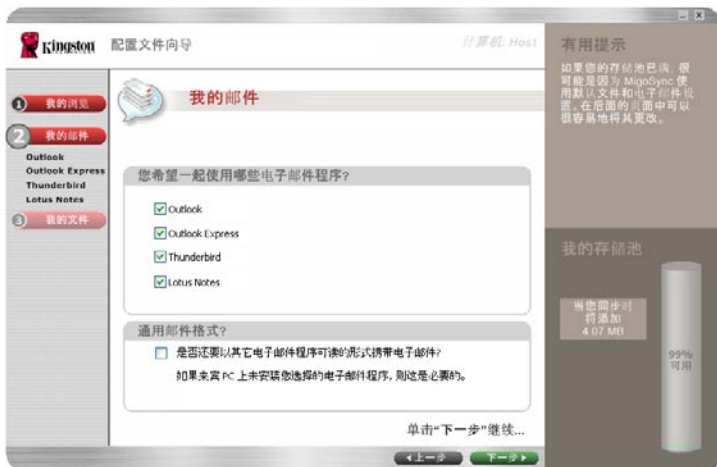 Kingston 配置文件向导
计算机: Host
1 我的浏览
2 我的邮件
Outlook
Outlook Express
Thunderbird
Lotus Notes
3 我的文件
我的邮件
您希望一起使用哪些电子邮件程序?
Outlook
Outlook Express
Thunderbird
Lotus Notes
通用邮件格式?
是否还要以其它电子邮件程序可读的形式携带电子邮件?
如果来宾 PC 上未安装您选择的电子邮件程序, 则这是必要的。
单击“下一步”继续...
上一步
下一步
有用提示
如果您的存储池已满, 很
可能是因为 MigoSync 使
用默认文件和电子邮件设
置。在后面的页面中可以
很容易地将其更改。
我的存储池
当您同步时
将添加
4.07 MB
99%
可用